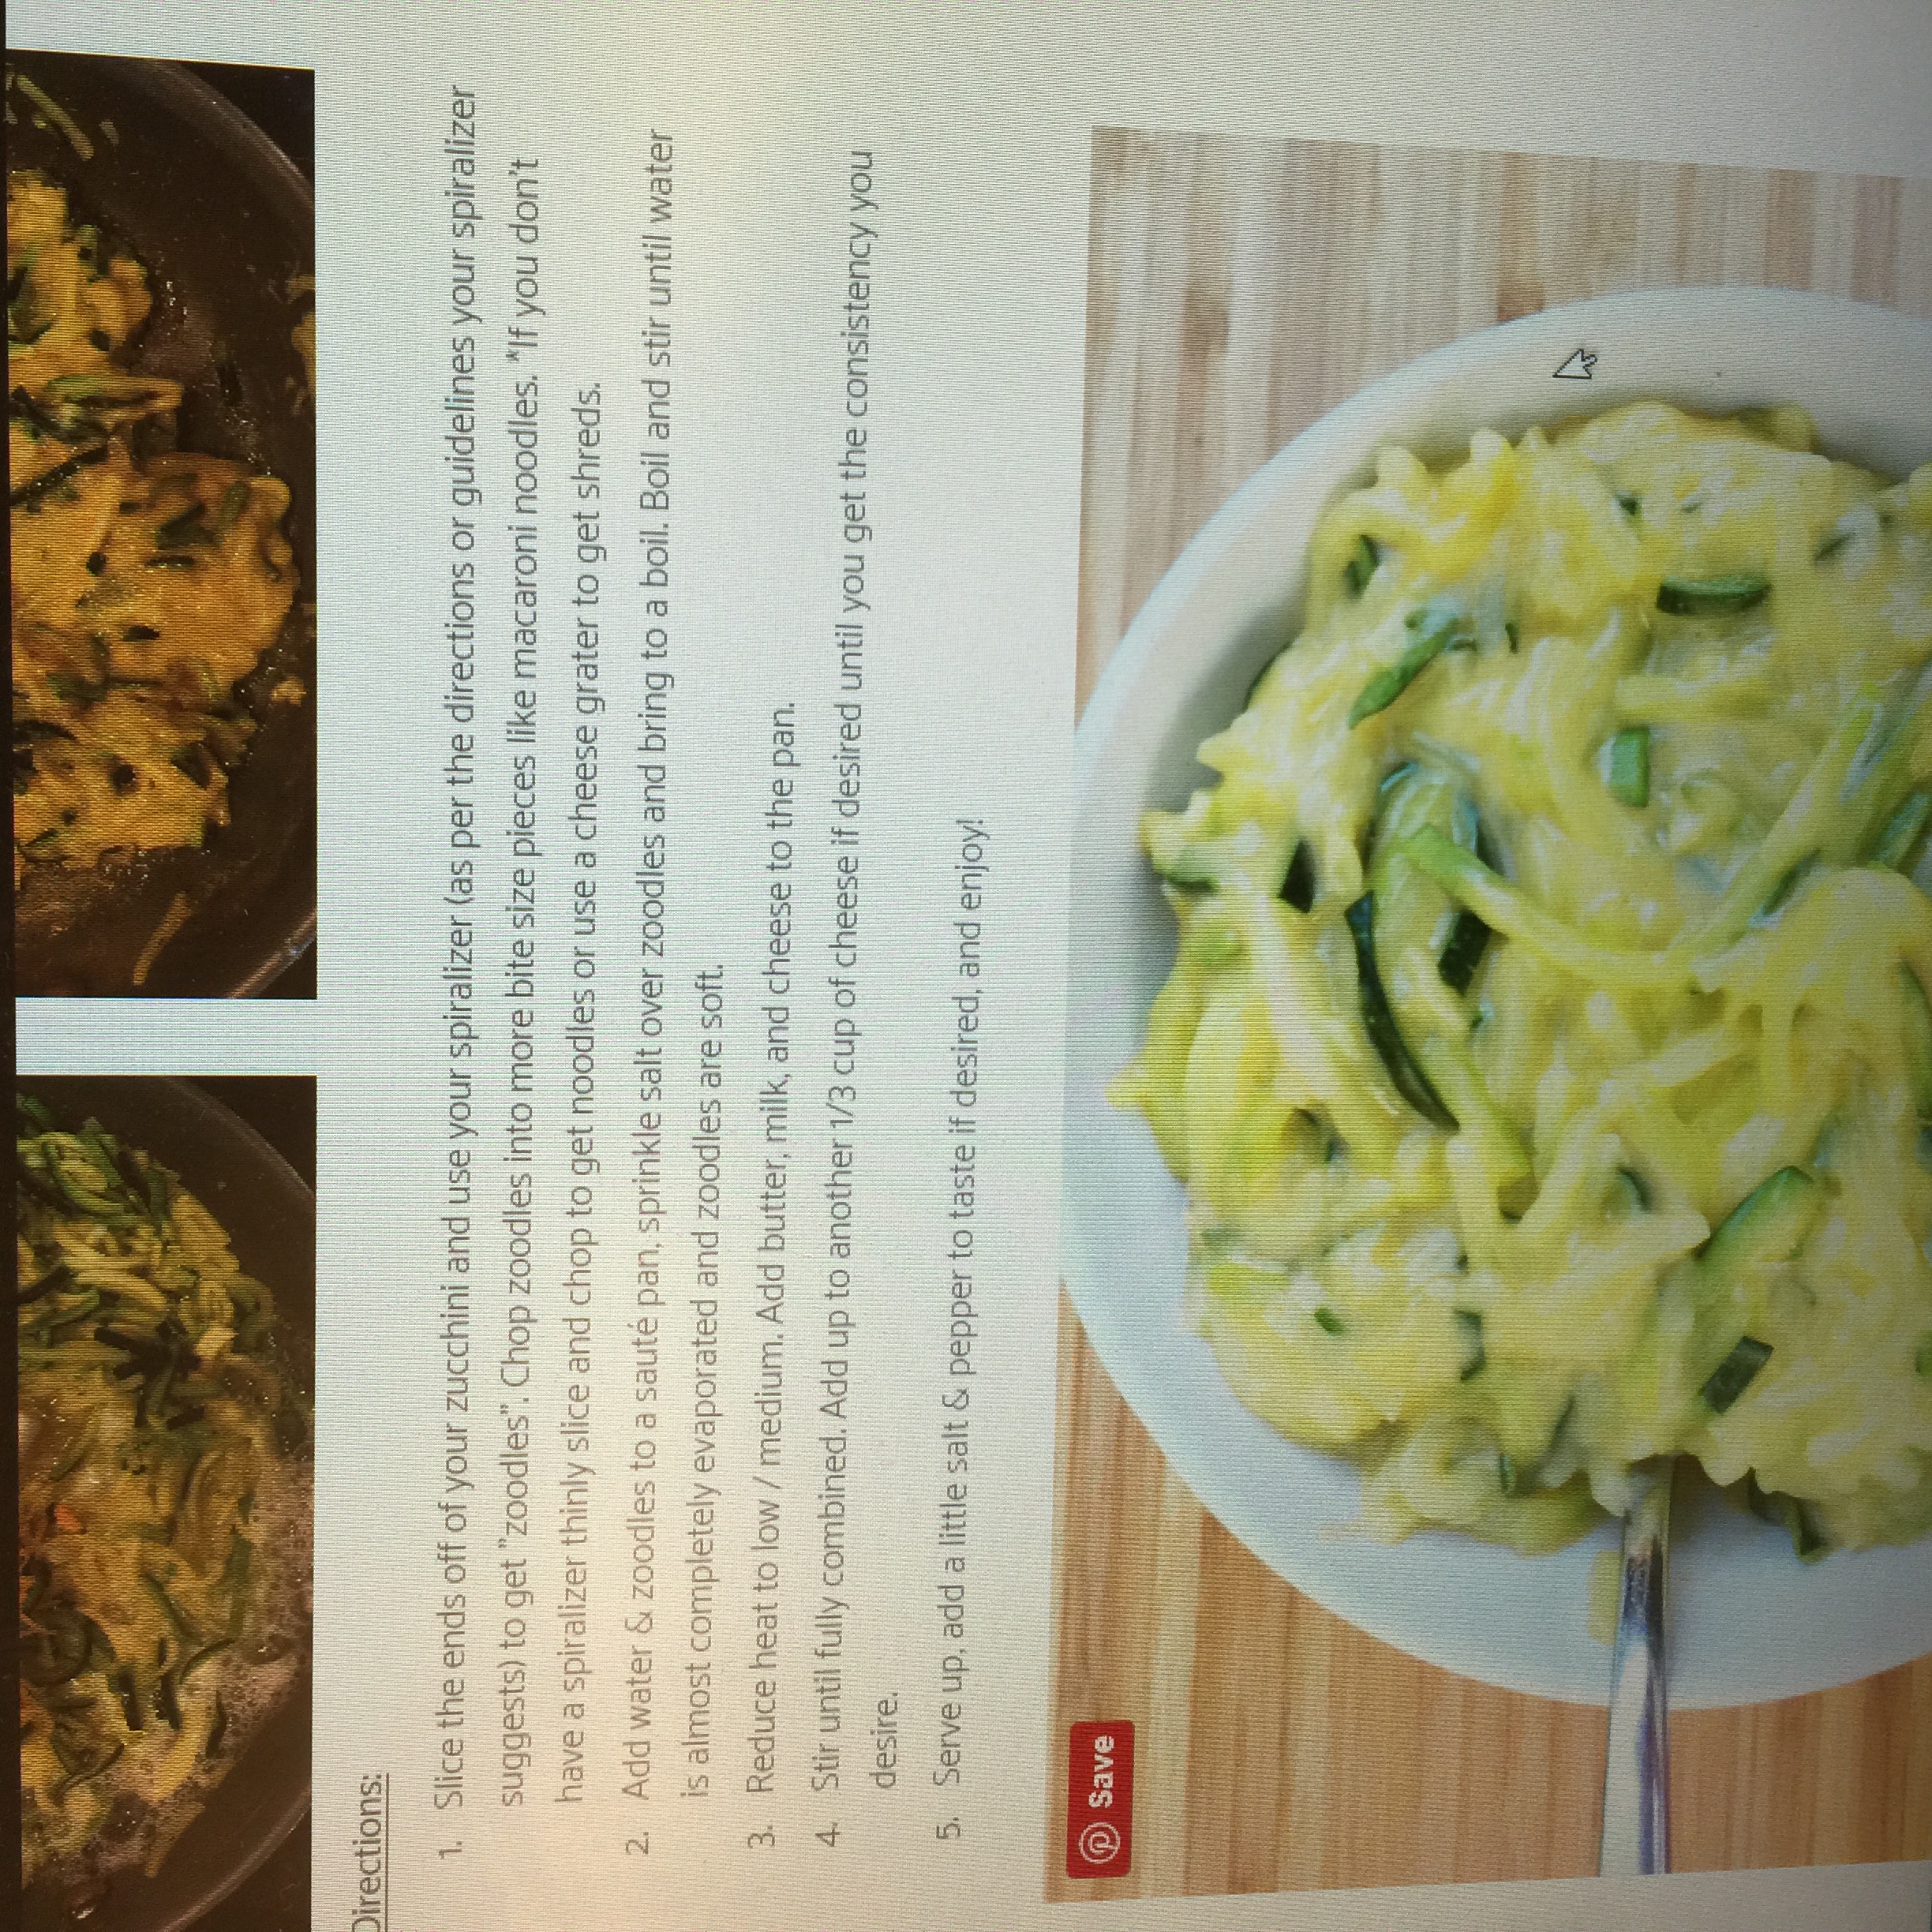 Directions:
1. Slice the ends off of your zucchini and use your spiralizer (as per the directions or guidelines your spiralizer
suggests) to get "zoodles". Chop zoodles into more bite size pieces like macaroni noodles. *If you don't
have a spiralizer thinly slice and chop to get noodles or use a cheese grater to get shreds.
2. Add water & zoodles to a sauté pan, sprinkle salt over zoodles and bring to a boil. Boil and stir until water
is almost completely evaporated and zoodles are soft.
3. Reduce heat to low / medium. Add butter, milk, and cheese to the pan.
4. Stir until fully combined. Add up to another 1/3 cup of cheese if desired until you get the consistency you
desire.
5. Serve up, add a little salt & pepper to taste if desired, and enjoy!
Save